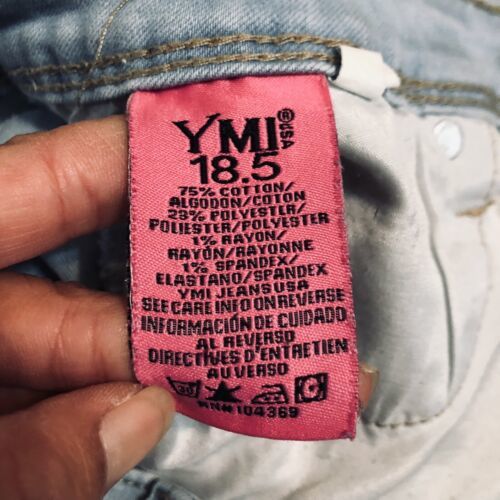 YMI® USA
18.5
75% COTTON/
ALGODON/COTON
23% POLYESTER/
POLIESTER/POLYESTER
1% RAYON/
RAYÓN/RAYONNE
1% SPANDEX/
ELASTANO/SPANDEX
YMI JEANS USA
SEE CARE INFO ON REVERSE
INFORMACIÓN DE CUIDADO
AL REVERSO
DIRECTIVES D'ENTRETIEN
AU VERSO
RN# 104369